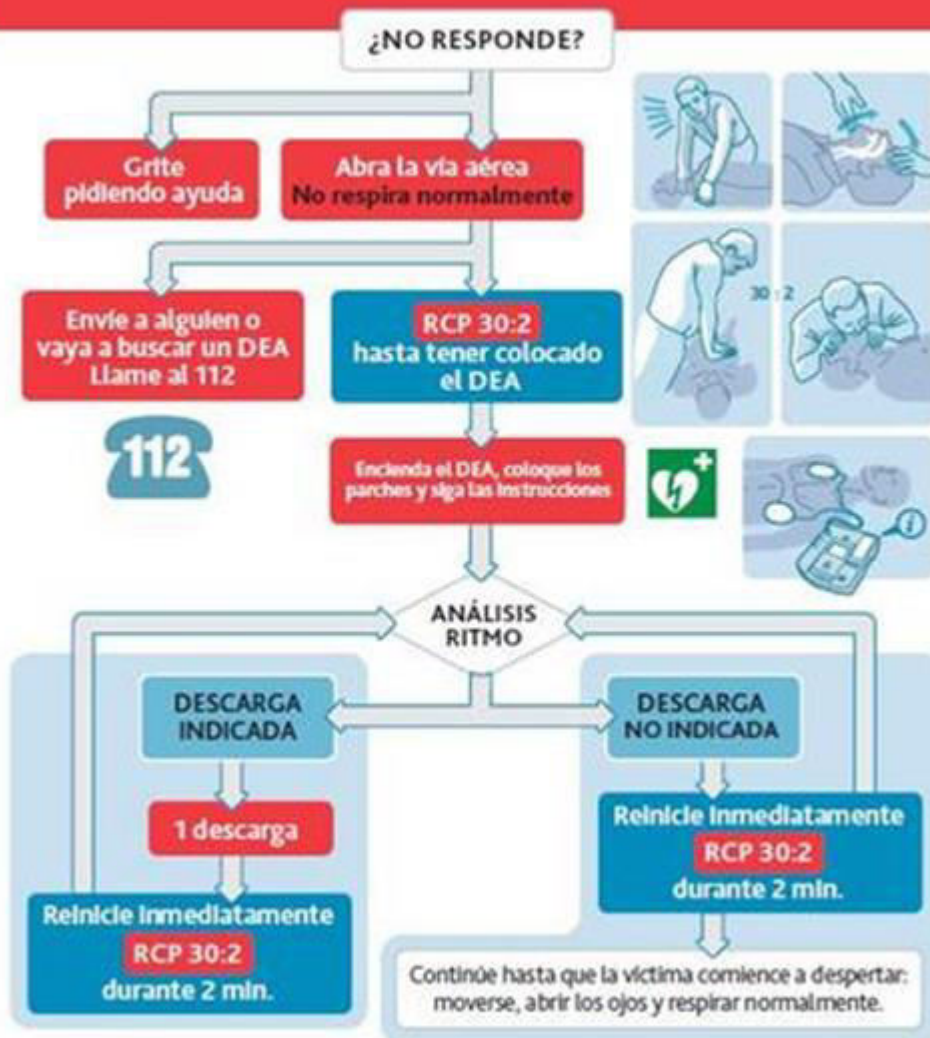 ¿NO RESPONDE?
Grite
pidiendo ayuda
Abra la vía aérea
No respira normalmente
Envíe a alguien o
vaya a buscar un DEA
Llame al 112
RCP 30:2
hasta tener colocado
el DEA
30:2
112
Encienda el DEA, coloque los
parches y siga las instrucciones
i
ANÁLISIS
RITMO
DESCARGA
INDICADA
DESCARGA
NO INDICADA
1 descarga
Reinicie inmediatamente
RCP 30:2
durante 2 min.
Reinicie inmediatamente
RCP 30:2
durante 2 min.
Continúe hasta que la víctima comience a despertar:
moverse, abrir los ojos y respirar normalmente.